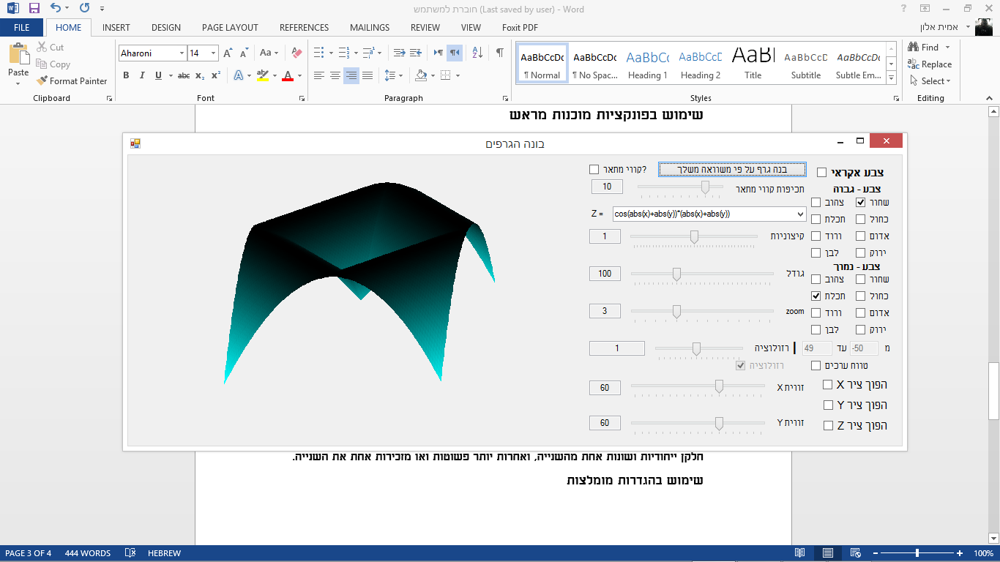 חוברת למשתמש (Last saved by user) - Word
FILE HOME INSERT DESIGN PAGE LAYOUT REFERENCES MAILINGS REVIEW VIEW Foxit PDF
אמית אלון
Paste
Cut
Copy
Format Painter
Clipboard
Aharoni 14
Font
Paragraph
AaBbCcDc AaBbCcDc AaBbCc AaBbCcD AaB AaBbCcD AaBbCcDc
¶ Normal ¶ No Spac... Heading 1 Heading 2 Title Subtitle Subtle Em...
Styles
Find
Replace
Select
Editing
שימוש בפונקציות מוכנות מראש
בונה הגרפים
צבע אקראי
בנה גרף על פי משוואה משלך
קווי מתאר?
תכיפות קווי מתאר
10
Z = cos(abs(x)+abs(y))*(abs(x)+abs(y))
קיצוניות
1
גודל
100
zoom
3
צבע - גבוה
שחור צהוב
כחול תכלת
אדום ורוד
ירוק לבן
צבע - נמוך
שחור צהוב
כחול תכלת
אדום ורוד
ירוק לבן
מ -50 עד 49
רזולוציה
1
טווח ערכים
רזולוציה
הפוך ציר X
הפוך ציר Y
הפוך ציר Z
זווית X
60
זווית Y
60
חלקן ייחודיות ושונות אחת מהשנייה, ואחרות יותר פשוטות ואו מזכירות אחת את השנייה.
שימוש בהגדרות מומלצות
PAGE 3 OF 4 444 WORDS HEBREW 100%